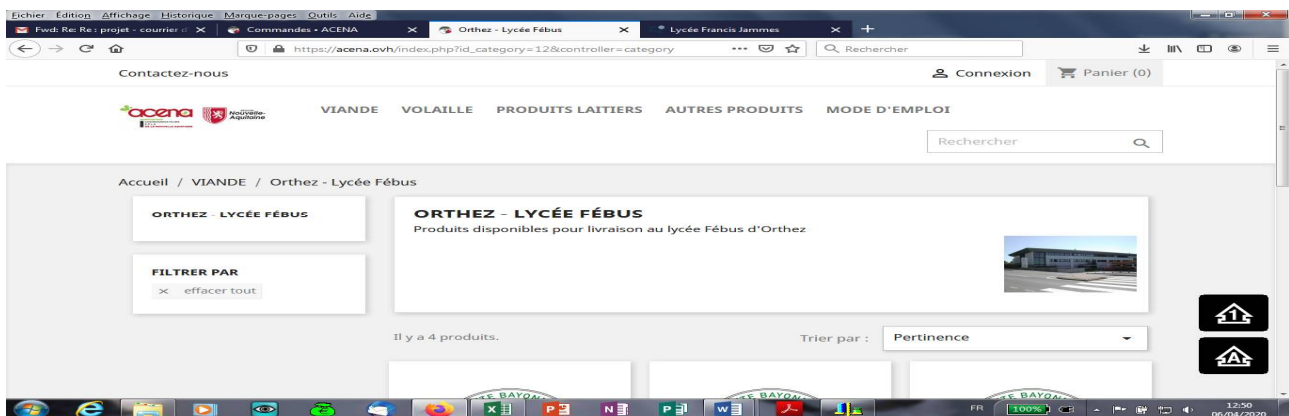 Fichier Édition Affichage Historique Marque-pages Outils Aide
Fwd: Re: Re : projet - courrier d
Commandes • ACENA
Orthez - Lycée Fébus
Lycée Francis Jammes
https://acena.ovh/index.php?id_category=12&controller=category
Rechercher
Contactez-nous
Connexion
Panier (0)
acena
Nouvelle-
Aquitaine
VIANDE VOLAILLE PRODUITS LAITIERS AUTRES PRODUITS MODE D'EMPLOI
Rechercher
Accueil / VIANDE / Orthez - Lycée Fébus
ORTHEZ - LYCÉE FÉBUS
ORTHEZ - LYCÉE FÉBUS
Produits disponibles pour livraison au lycée Fébus d'Orthez
FILTRER PAR
× effacer tout
1
A
Il y a 4 produits.
Trier par :
Pertinence
E BAYON
E BAYON
E BAYON
FR
100%
12:50
06/04/2020